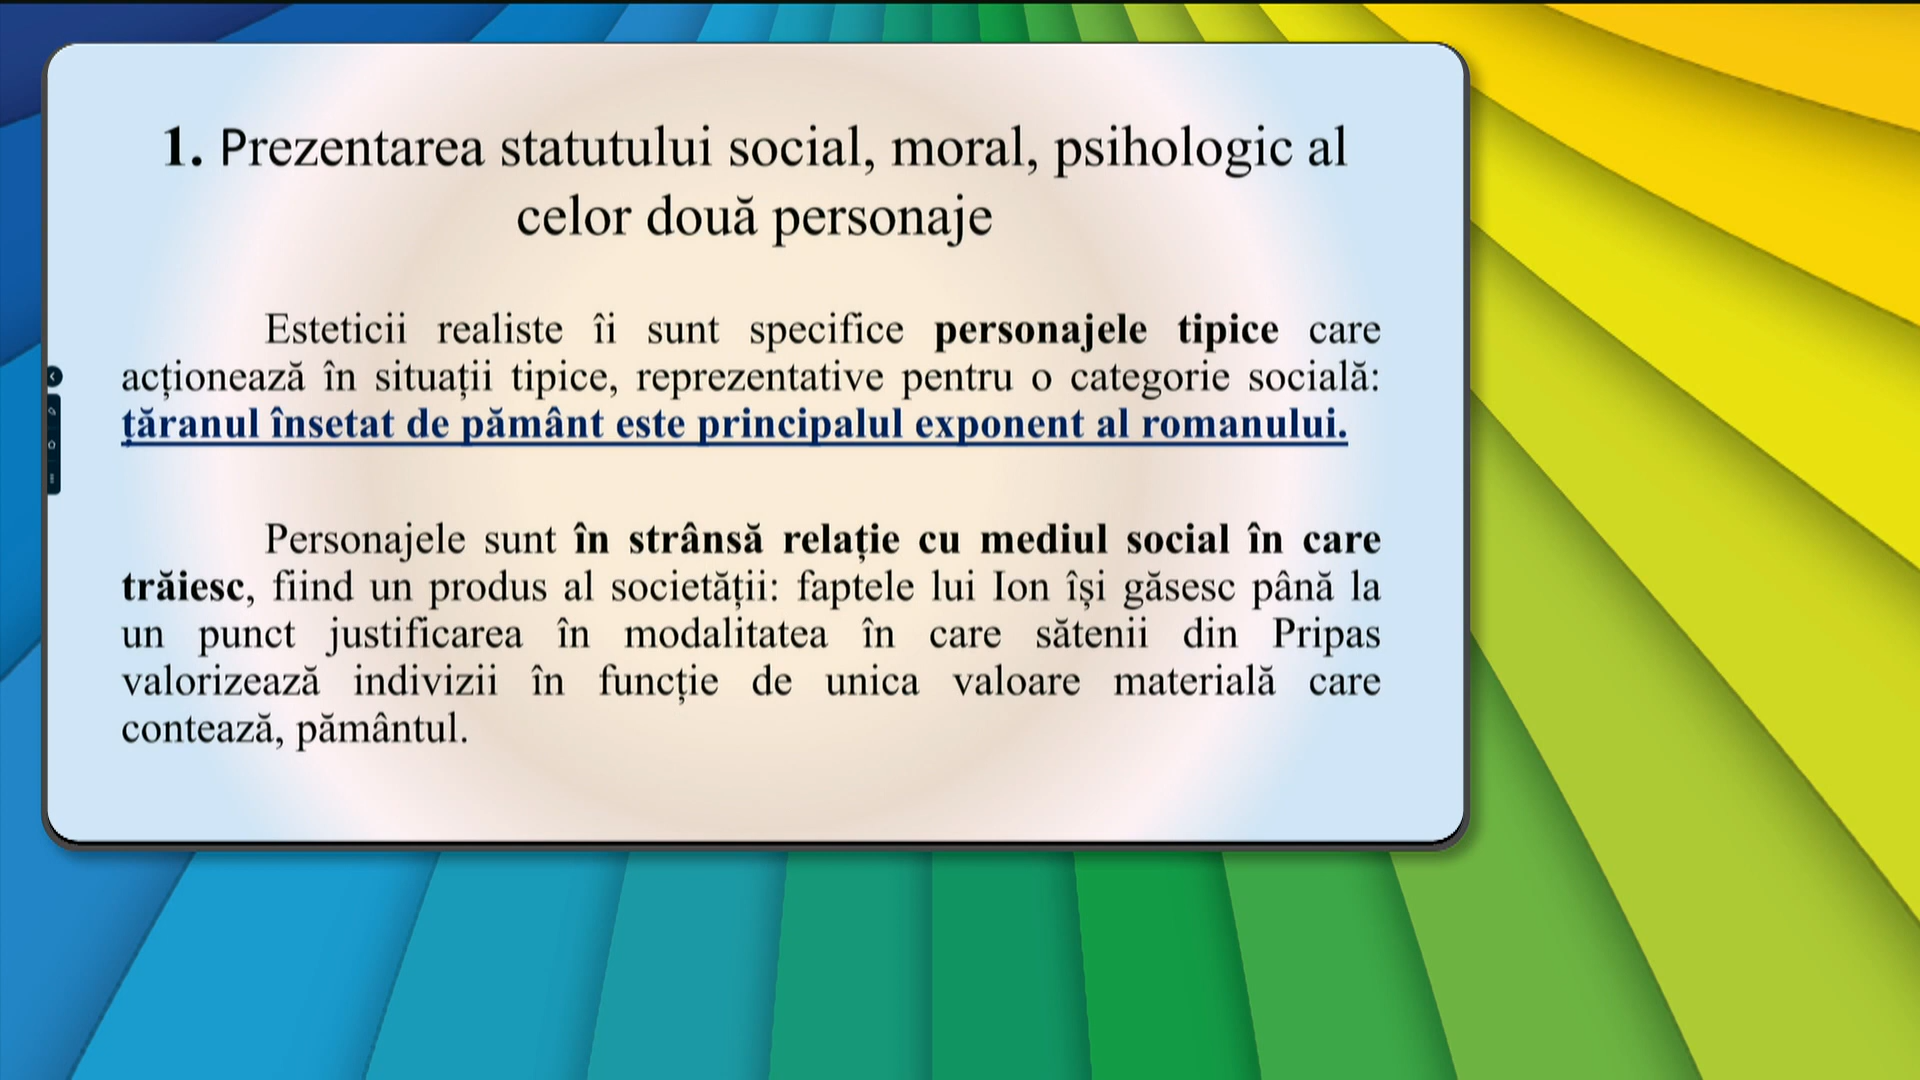 1. Prezentarea statutului social, moral, psihologic al
celor două personaje
Esteticii realiste îi sunt specifice personajele tipice care
acționează în situații tipice, reprezentative pentru o categorie socială:
țăranul însetat de pământ este principalul exponent al romanului.
Personajele sunt în strânsă relație cu mediul social în care
trăiesc, fiind un produs al societății: faptele lui Ion își găsesc până la
un punct justificarea în modalitatea în care sătenii din Pripas
valorizează indivizii în funcție de unica valoare materială care
contează, pământul.